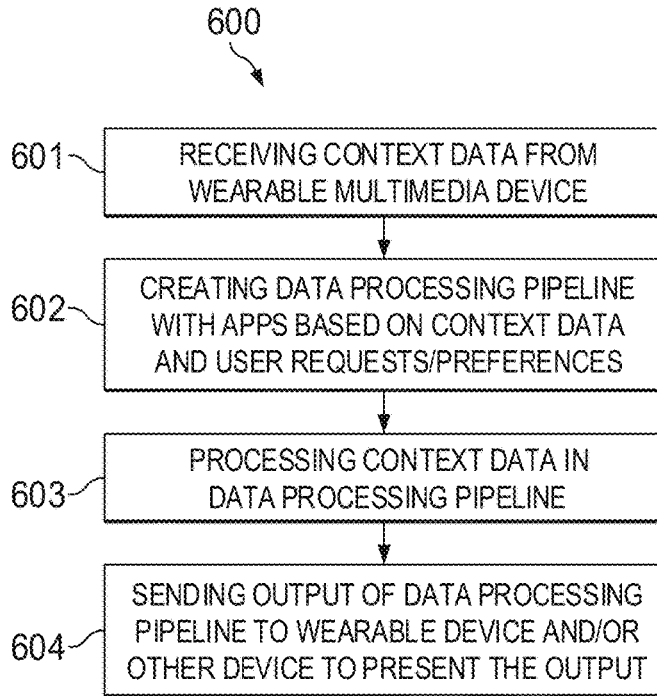 600
601
RECEIVING CONTEXT DATA FROM
WEARABLE MULTIMEDIA DEVICE
602
CREATING DATA PROCESSING PIPELINE
WITH APPS BASED ON CONTEXT DATA
AND USER REQUESTS/PREFERENCES
603
PROCESSING CONTEXT DATA IN
DATA PROCESSING PIPELINE
604
SENDING OUTPUT OF DATA PROCESSING
PIPELINE TO WEARABLE DEVICE AND/OR
OTHER DEVICE TO PRESENT THE OUTPUT